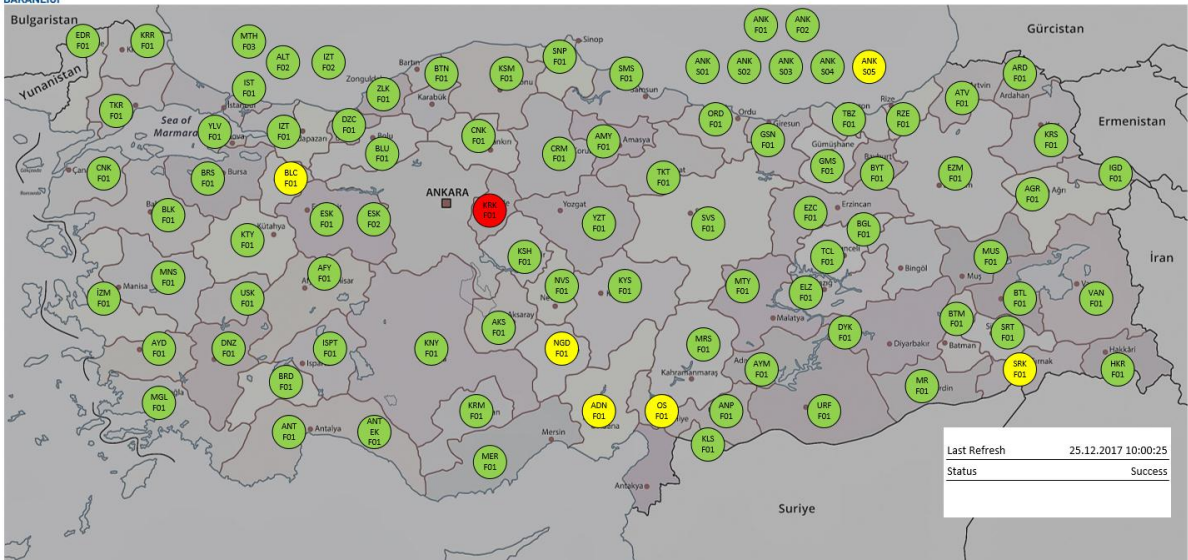 BAKANLIĞI
Bulgaristan
Gürcistan
Ermenistan
İran
Suriye
Yunanistan
Sea of
Marmara
ANKARA
EDR
F01
KRR
F01
MTH
F03
ALT
F02
IZT
F02
IST
F01
ZLK
F01
BTN
F01
KSM
F01
SNP
F01
SMS
F01
ANK
F01
ANK
F02
ANK
S01
ANK
S02
ANK
S03
ANK
S04
ANK
S05
ARD
F01
ATV
F01
TKR
F01
YLV
F01
IZT
F01
DZC
F01
BLU
F01
CNK
F01
CRM
F01
AMY
F01
ORD
F01
GSN
F01
TBZ
F01
RZE
F01
KRS
F01
CNK
F01
BRS
F01
BLC
F01
TKT
F01
GMS
F01
BYT
F01
EZM
F01
IGD
F01
AGR
F01
BLK
F01
KTY
F01
ESK
F01
ESK
F02
KRK
F01
YZT
F01
SVS
F01
EZC
F01
BGL
F01
KSH
F01
TCL
F01
MUS
F01
MNS
F01
AFY
F01
İZM
F01
USK
F01
NVS
F01
KYS
F01
MTY
F01
ELZ
F01
BTL
F01
VAN
F01
BTM
F01
SRT
F01
AKS
F01
DYK
F01
AYD
F01
DNZ
F01
ISPT
F01
KNY
F01
NGD
F01
MRS
F01
AYM
F01
SRK
F01
HKR
F01
BRD
F01
MR
F01
MGL
F01
KRM
F01
ADN
F01
OS
F01
ANP
F01
URF
F01
ANT
F01
ANT
EK
F01
KLS
F01
MER
F01
Sinop
Bartın
Karabük
Samsun
Ordu
Giresun
Rize
Ardahan
Amasya
Gümüşhane
Bursa
Yozgat
Erzincan
Ağrı
Kütahya
Bingöl
Muş
Manisa
Aksaray
Malatya
Diyarbakır
Batman
Hakkâri
Kahramanmaraş
Antalya
Mersin
Antakya
Last Refresh 25.12.2017 10:00:25
Status Success